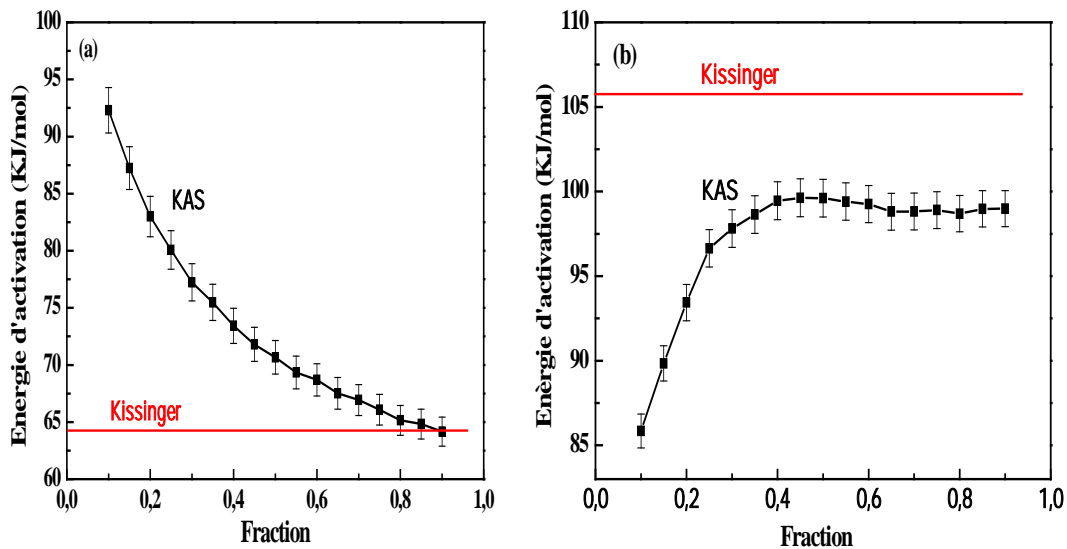 (a)
Energie d'activation (KJ/mol)
100
95
90
85
80
75
70
65
60
KAS
Kissinger
0,0 0,2 0,4 0,6 0,8 1,0
Fraction
(b)
Enèrgie d'activation (KJ/mol)
110
105
100
95
90
85
Kissinger
KAS
0,0 0,2 0,4 0,6 0,8 1,0
Fraction